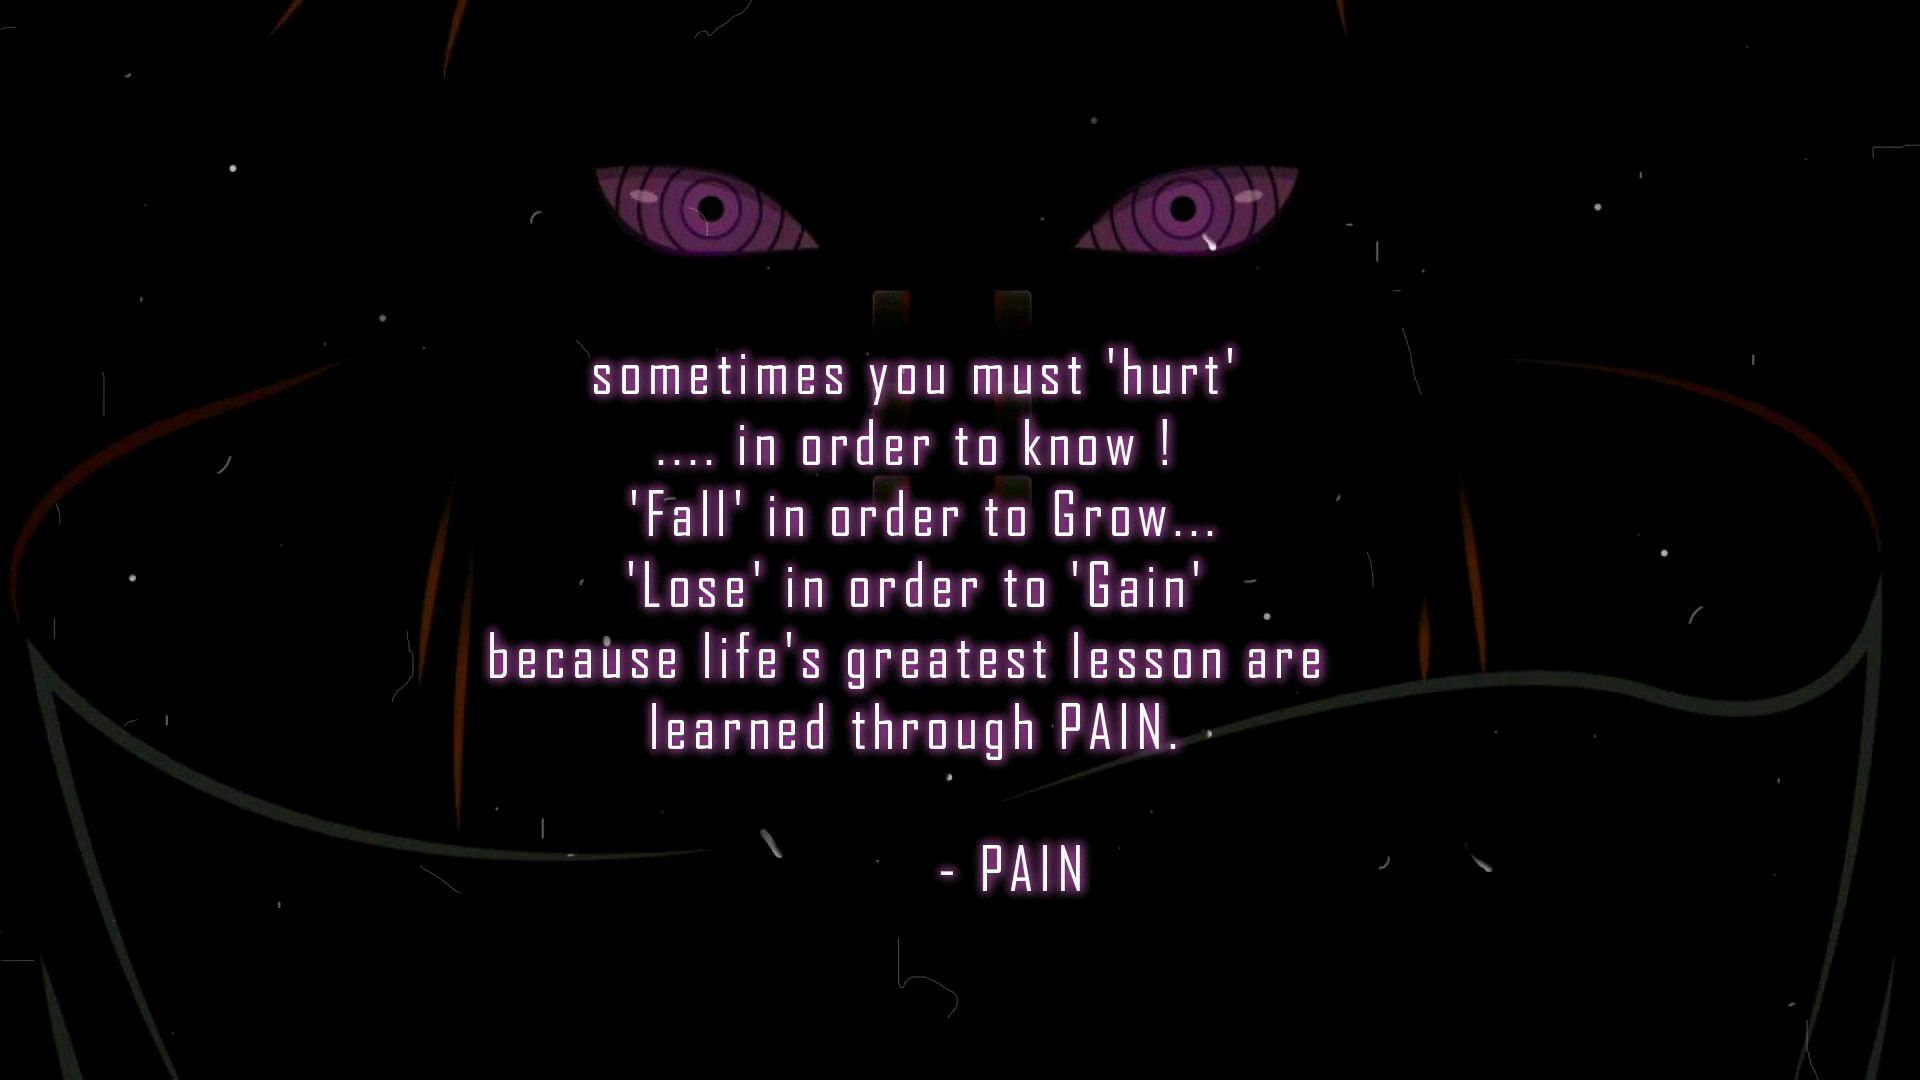 sometimes you must 'hurt'
.... in order to know !
'Fall' in order to Grow...
'Lose' in order to 'Gain'
because life's greatest lesson are
learned through PAIN.
- PAIN